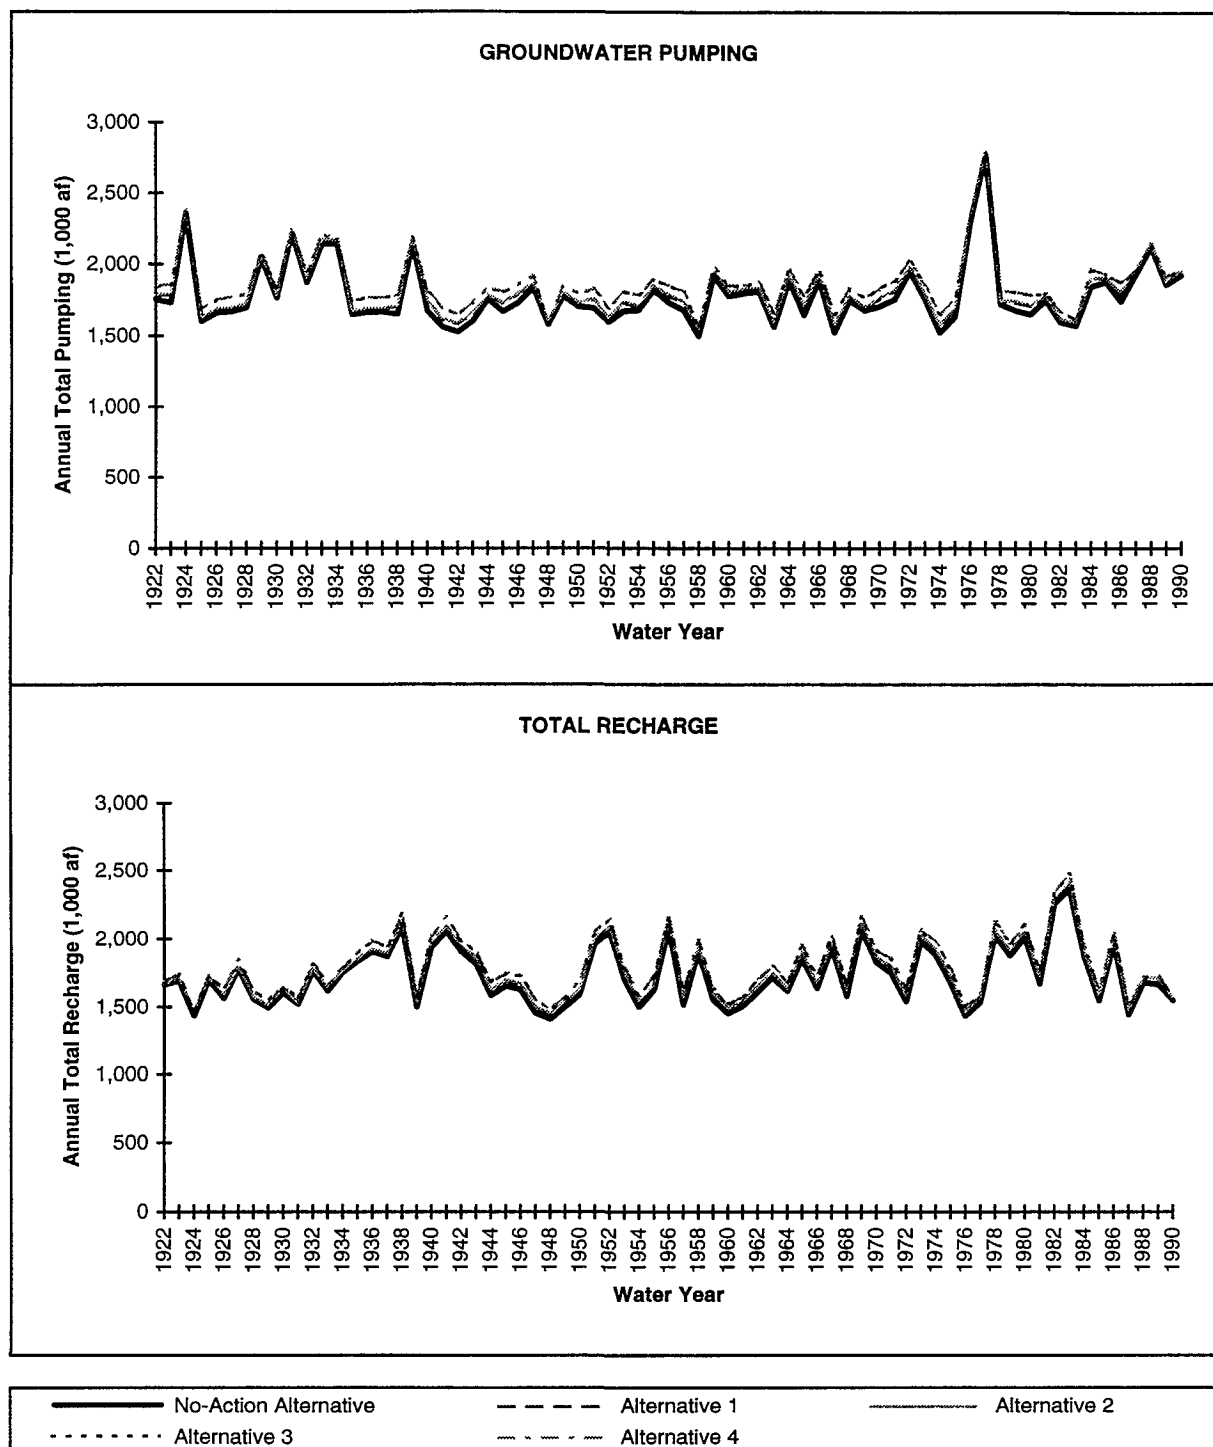 GROUNDWATER PUMPING
Annual Total Pumping (1,000 af)
3,000
2,500
2,000
1,500
1,000
500
0
1922 1924 1926 1928 1930 1932 1934 1936 1938 1940 1942 1944 1946 1948 1950 1952 1954 1956 1958 1960 1962 1964 1966 1968 1970 1972 1974 1976 1978 1980 1982 1984 1986 1988 1990
Water Year
TOTAL RECHARGE
Annual Total Recharge (1,000 af)
3,000
2,500
2,000
1,500
1,000
500
0
1922 1924 1926 1928 1930 1932 1934 1936 1938 1940 1942 1944 1946 1948 1950 1952 1954 1956 1958 1960 1962 1964 1966 1968 1970 1972 1974 1976 1978 1980 1982 1984 1986 1988 1990
Water Year
No-Action Alternative Alternative 1 Alternative 2
Alternative 3 Alternative 4